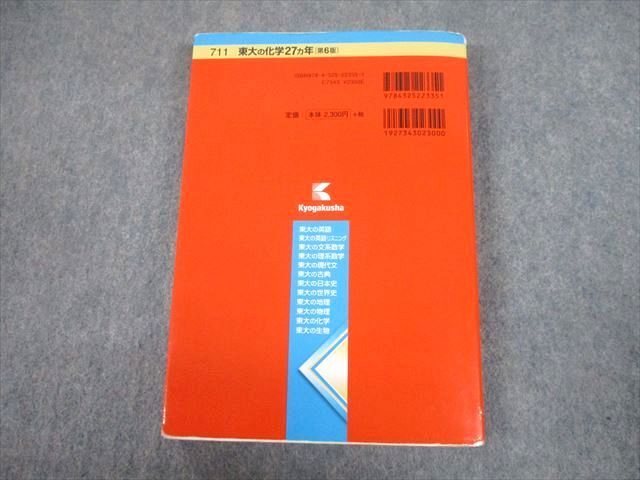 711 東大の化学27カ年[第6版]
ISBN978-4-325-22335-1
C7343 ¥2300E
9784325223351
定価: 本体 2,300円 +税
1927343023000
Kyogakusha
東大の英語
東大の英語リスニング
東大の文系数学
東大の理系数学
東大の現代文
東大の古典
東大の日本史
東大の世界史
東大の地理
東大の物理
東大の化学
東大の生物